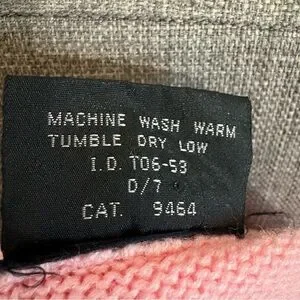 MACHINE WASH WARM
TUMBLE DRY LOW
I.D. T06-53
D/7
CAT. 9464